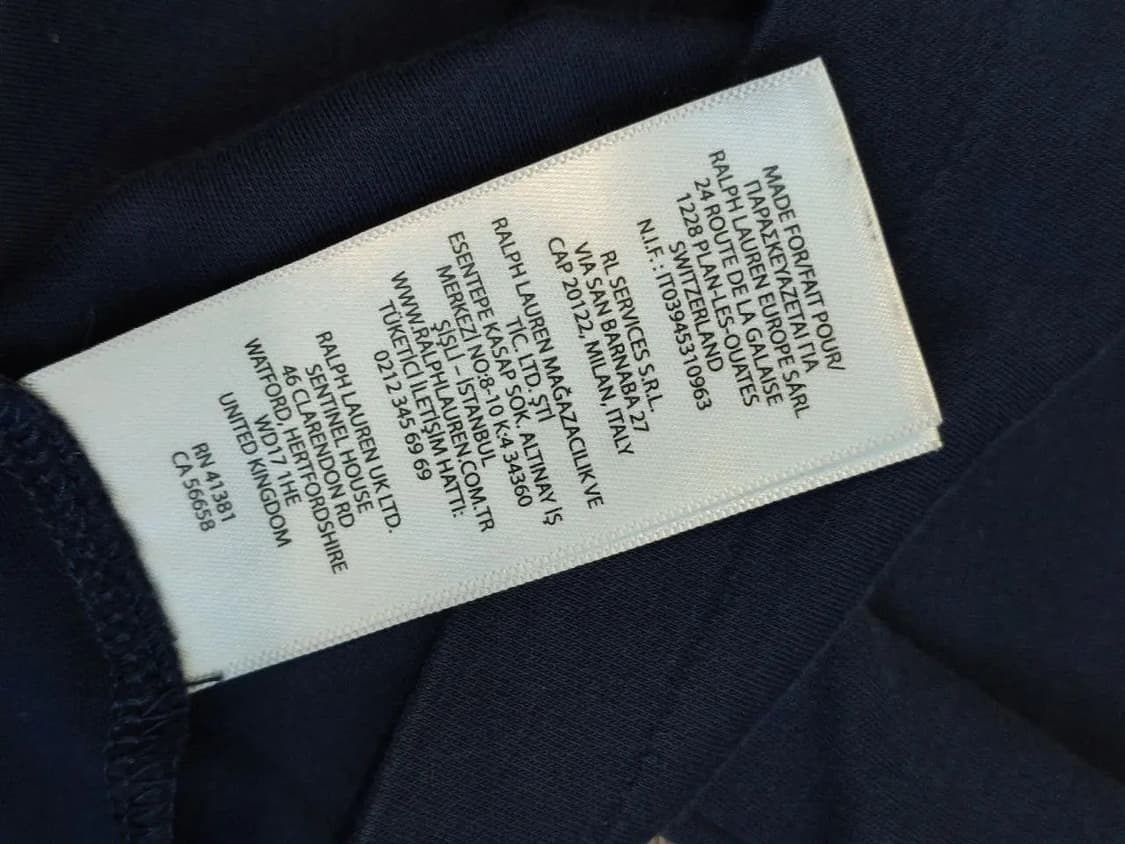 MADE FOR/FAIT POUR/
ΠΑΡΑΣΚΕΥΑΖΕΤΑΙ ΓΙΑ
RALPH LAUREN EUROPE SÀRL
24 ROUTE DE LA GALAISE
1228 PLAN-LES-OUATES
SWITZERLAND
N.I.F. : IT03945310963
RL SERVICES S.R.L.
VIA SAN BARNABA 27
CAP 20122, MILAN, ITALY
RALPH LAUREN MAĞAZACILIK VE
TİC. LTD. ŞTİ
ESENTEPE KASAP SOK. ALTINAY İŞ
MERKEZİ NO:8-10 K:4 34360
ŞİŞLİ – İSTANBUL
WWW.RALPHLAUREN.COM.TR
TÜKETİCİ İLETİŞİM HATTI:
0212 345 69 69
RALPH LAUREN UK LTD.
SENTINEL HOUSE
46 CLARENDON RD
WATFORD, HERTFORDSHIRE
WD17 1HE
UNITED KINGDOM
RN 41381
CA 56658